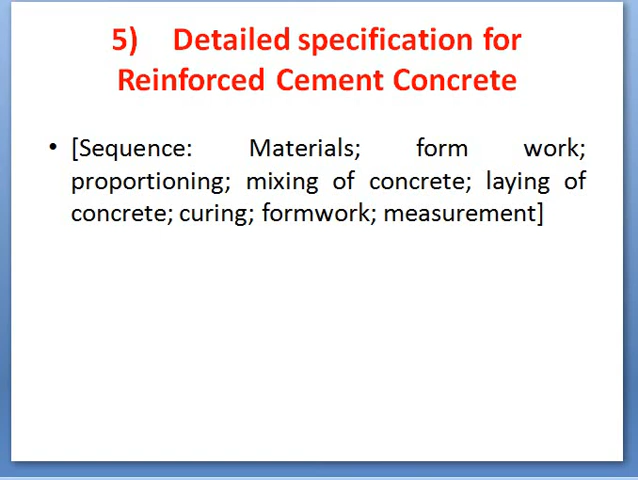 5) Detailed specification for
Reinforced Cement Concrete
• [Sequence: Materials; form work;
proportioning; mixing of concrete; laying of
concrete; curing; formwork; measurement]